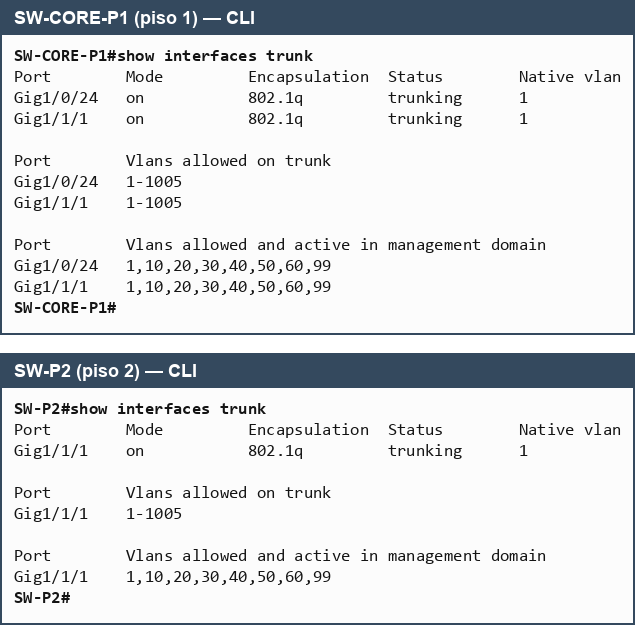 SW-CORE-P1 (piso 1) — CLI
SW-CORE-P1#show interfaces trunk
Port        Mode         Encapsulation  Status        Native vlan
Gig1/0/24   on           802.1q         trunking      1
Gig1/1/1    on           802.1q         trunking      1

Port        Vlans allowed on trunk
Gig1/0/24   1-1005
Gig1/1/1    1-1005

Port        Vlans allowed and active in management domain
Gig1/0/24   1,10,20,30,40,50,60,99
Gig1/1/1    1,10,20,30,40,50,60,99
SW-CORE-P1#
SW-P2 (piso 2) — CLI
SW-P2#show interfaces trunk
Port        Mode         Encapsulation  Status        Native vlan
Gig1/1/1    on           802.1q         trunking      1

Port        Vlans allowed on trunk
Gig1/1/1    1-1005

Port        Vlans allowed and active in management domain
Gig1/1/1    1,10,20,30,40,50,60,99
SW-P2#